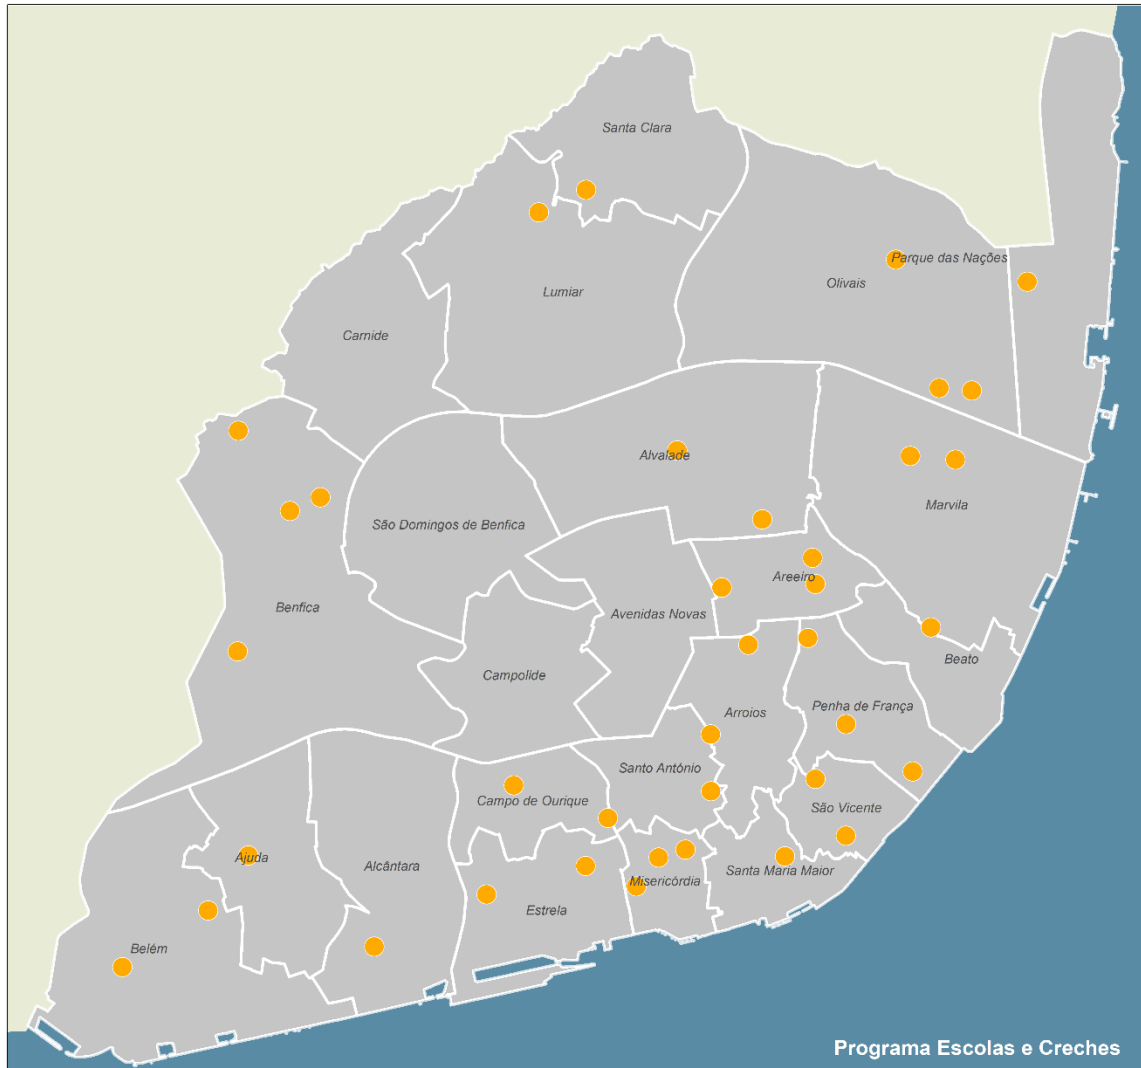 Santa Clara
Parque das Nações
Olivais
Lumiar
Carnide
Alvalade
Marvila
São Domingos de Benfica
Areeiro
Benfica
Avenidas Novas
Beato
Campolide
Penha de França
Arroios
Santo António
Campo de Ourique
São Vicente
Ajuda
Alcântara
Santa Maria Maior
Misericórdia
Estrela
Belém
Programa Escolas e Creches